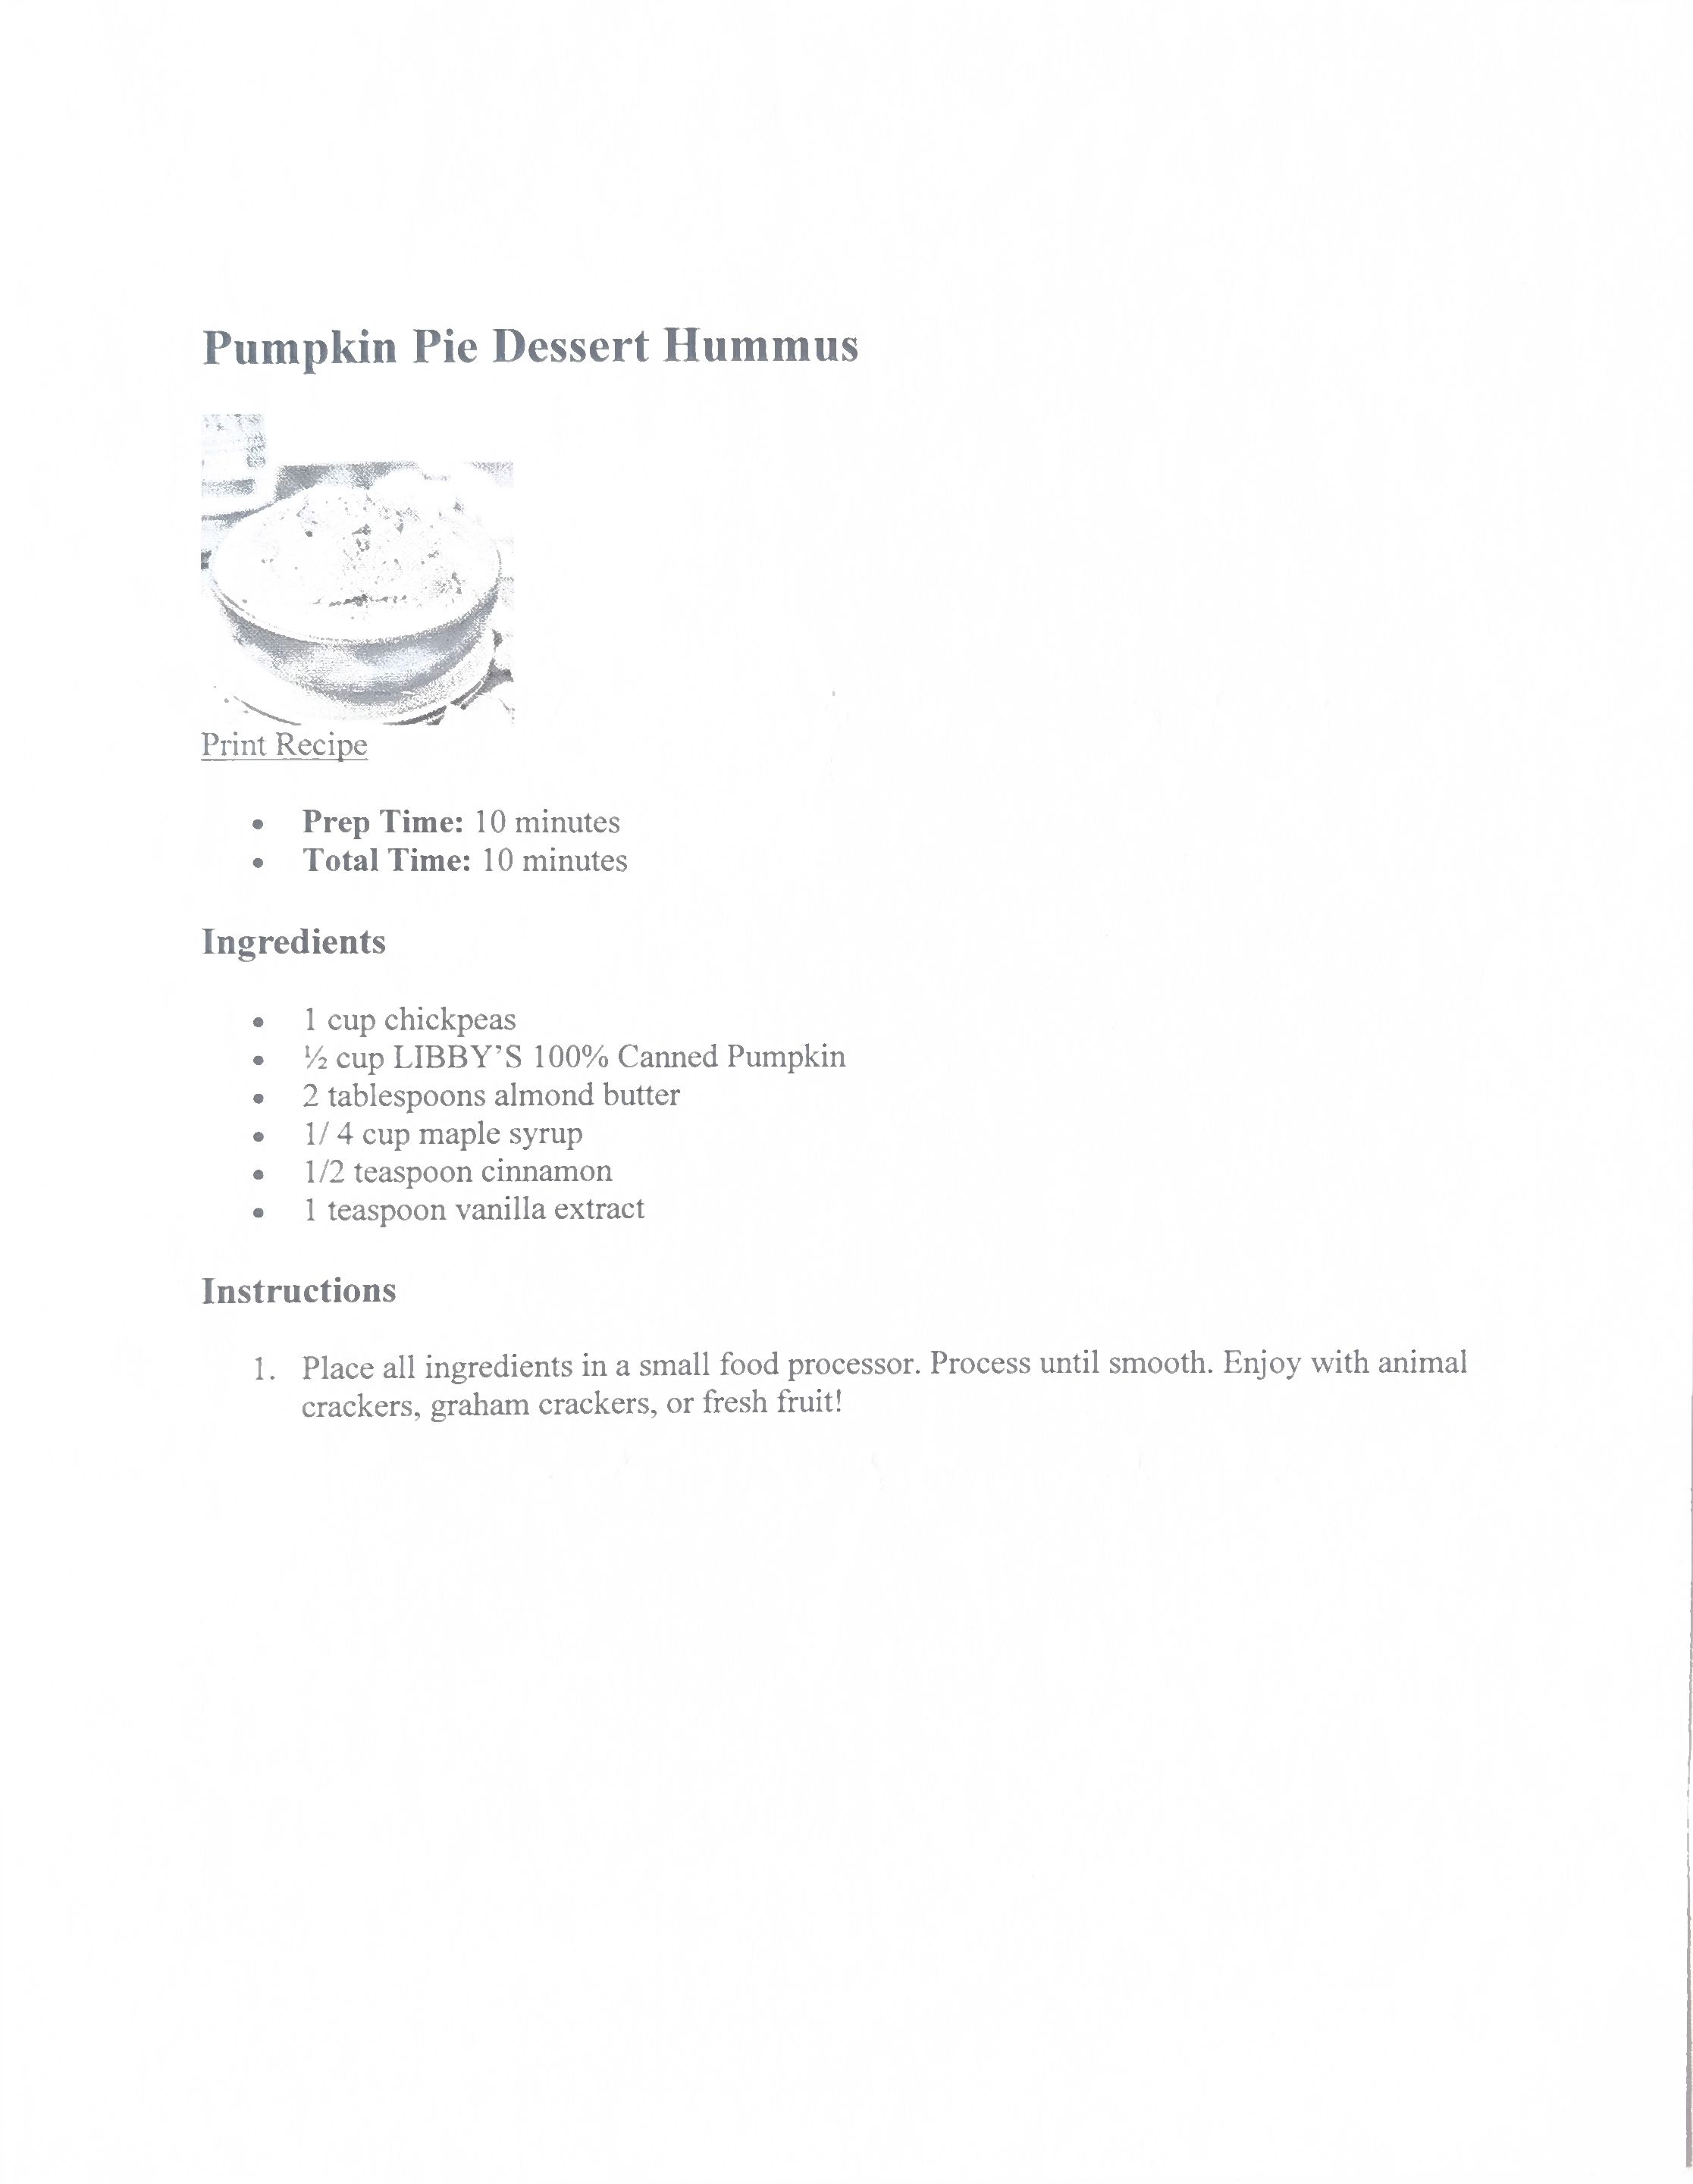 Pumpkin Pie Dessert Hummus
Print Recipe
• Prep Time: 10 minutes
• Total Time: 10 minutes
Ingredients
• 1 cup chickpeas
• ½ cup LIBBY’S 100% Canned Pumpkin
• 2 tablespoons almond butter
• 1/ 4 cup maple syrup
• 1/2 teaspoon cinnamon
• 1 teaspoon vanilla extract
Instructions
1. Place all ingredients in a small food processor. Process until smooth. Enjoy with animal
crackers, graham crackers, or fresh fruit!